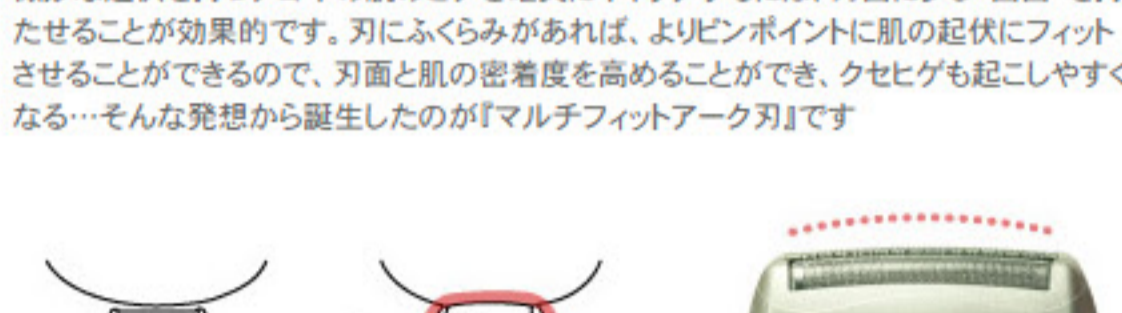 たせることが効果的です。刃にふくらみがあれば、よりピンポイントに肌の起伏にフィット
させることができるので、刃面と肌の密着度を高めることができ、クセヒゲも起こしやすく
なる…そんな発想から誕生したのが『マルチフィットアーク刃』です